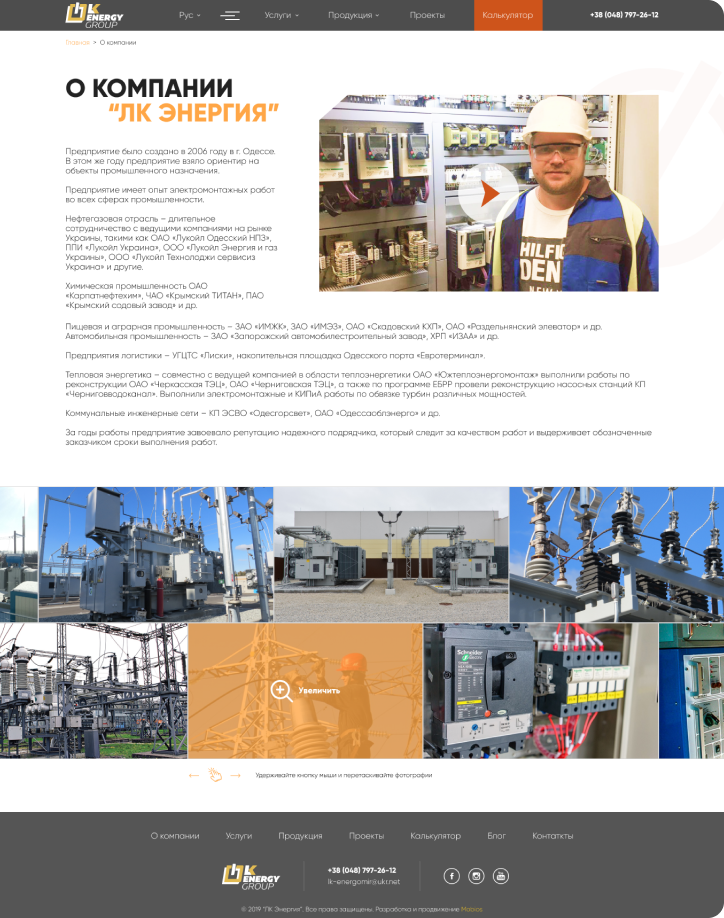 LK ENERGY GROUP
Рус
Услуги
Продукция
Проекты
Калькулятор
+38 (048) 797-26-12
Главная > О компании
О КОМПАНИИ
“ЛК ЭНЕРГИЯ”
Предприятие было создано в 2006 году в г. Одессе.
В этом же году предприятие взяло ориентир на
объекты промышленного назначения.
Предприятие имеет опыт электромонтажных работ
во всех сферах промышленности.
Нефтегазовая отрасль – длительное
сотрудничество с ведущими компаниями на рынке
Украины, такими как ОАО «Лукойл Одесский НПЗ»,
ППИ «Лукойл Украина», ООО «Лукойл Энергия и газ
Украины», ООО «Лукойл Технолоджи сервисиз
Украина» и другие.
Химическая промышленность ОАО
«Карпатнефтехим», ЧАО «Крымский ТИТАН», ПАО
«Крымский содовый завод» и др.
HILFIG
DEN
NEW
Пищевая и аграрная промышленность – ЗАО «ИМЖК», ЗАО «ИМЭЗ», ОАО «Скадовский КХП», ОАО «Раздельнянский элеватор» и др.
Автомобильная промышленность – ЗАО «Запорожский автомобилестроительный завод», ХРП «ИЗАА» и др.
Предприятия логистики – УГЦТС «Лиски», накопительная площадка Одесского порта «Евротерминал».
Тепловая энергетика – совместно с ведущей компанией в области теплоэнергетики ОАО «Южтеплоэнергомонтаж» выполнили работы по
реконструкции ОАО «Черкасская ТЭЦ», ОАО «Черниговская ТЭЦ», а также по программе ЕБРР провели реконструкцию насосных станций КП
«Черниговводоканал». Выполнили электромонтажные и КИПиА работы по обвязке турбин различных мощностей.
Коммунальные инженерные сети – КП ЭСВО «Одесгорсвет», ОАО «Одессаоблэнерго» и др.
За годы работы предприятие завоевало репутацию надежного подрядчика, который следит за качеством работ и выдерживает обозначенные
заказчиком сроки выполнения работ.
Увеличить
Schneider
Удерживайте кнопку мыши и перетаскивайте фотографии
О компании
Услуги
Продукция
Проекты
Калькулятор
Блог
Контаткты
LK ENERGY GROUP
+38 (048) 797-26-12
lk-energomir@ukr.net
© 2019 "ЛК Энергия". Все права защищены. Разработка и продвижение